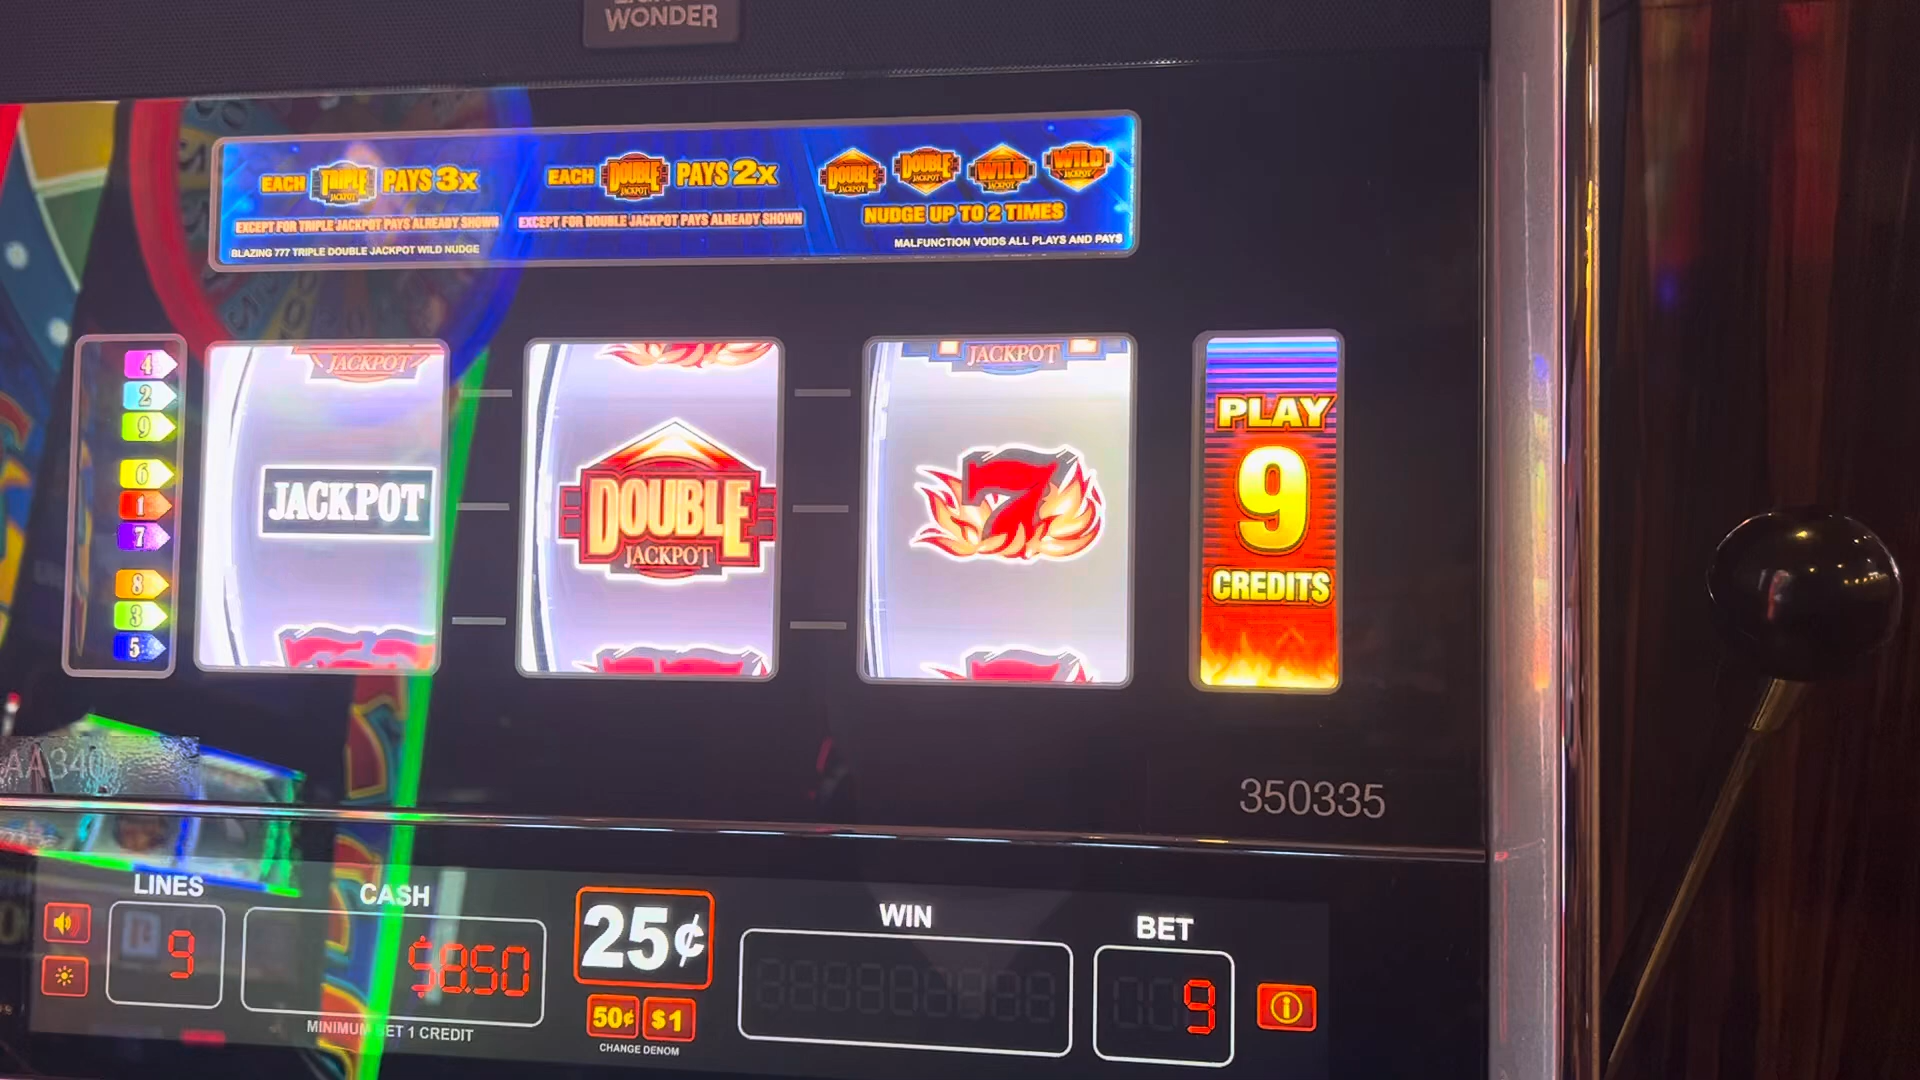 WONDER
EACH TRIPLE JACKPOT PAYS 3x
EXCEPT FOR TRIPLE JACKPOT PAYS ALREADY SHOWN
BLAZING 777 TRIPLE DOUBLE JACKPOT WILD NUDGE
EACH DOUBLE JACKPOT PAYS 2x
EXCEPT FOR DOUBLE JACKPOT PAYS ALREADY SHOWN
DOUBLE JACKPOT DOUBLE JACKPOT WILD JACKPOT WILD JACKPOT
NUDGE UP TO 2 TIMES
MALFUNCTION VOIDS ALL PLAYS AND PAYS
4
2
9
6
1
7
8
3
5
JACKPOT
JACKPOT
JACKPOT
DOUBLE
JACKPOT
7
PLAY
9
CREDITS
AA340
350335
LINES
9
CASH
$8.50
MINIMUM BET 1 CREDIT
25¢
50¢ $1
CHANGE DENOM
WIN
BET
9